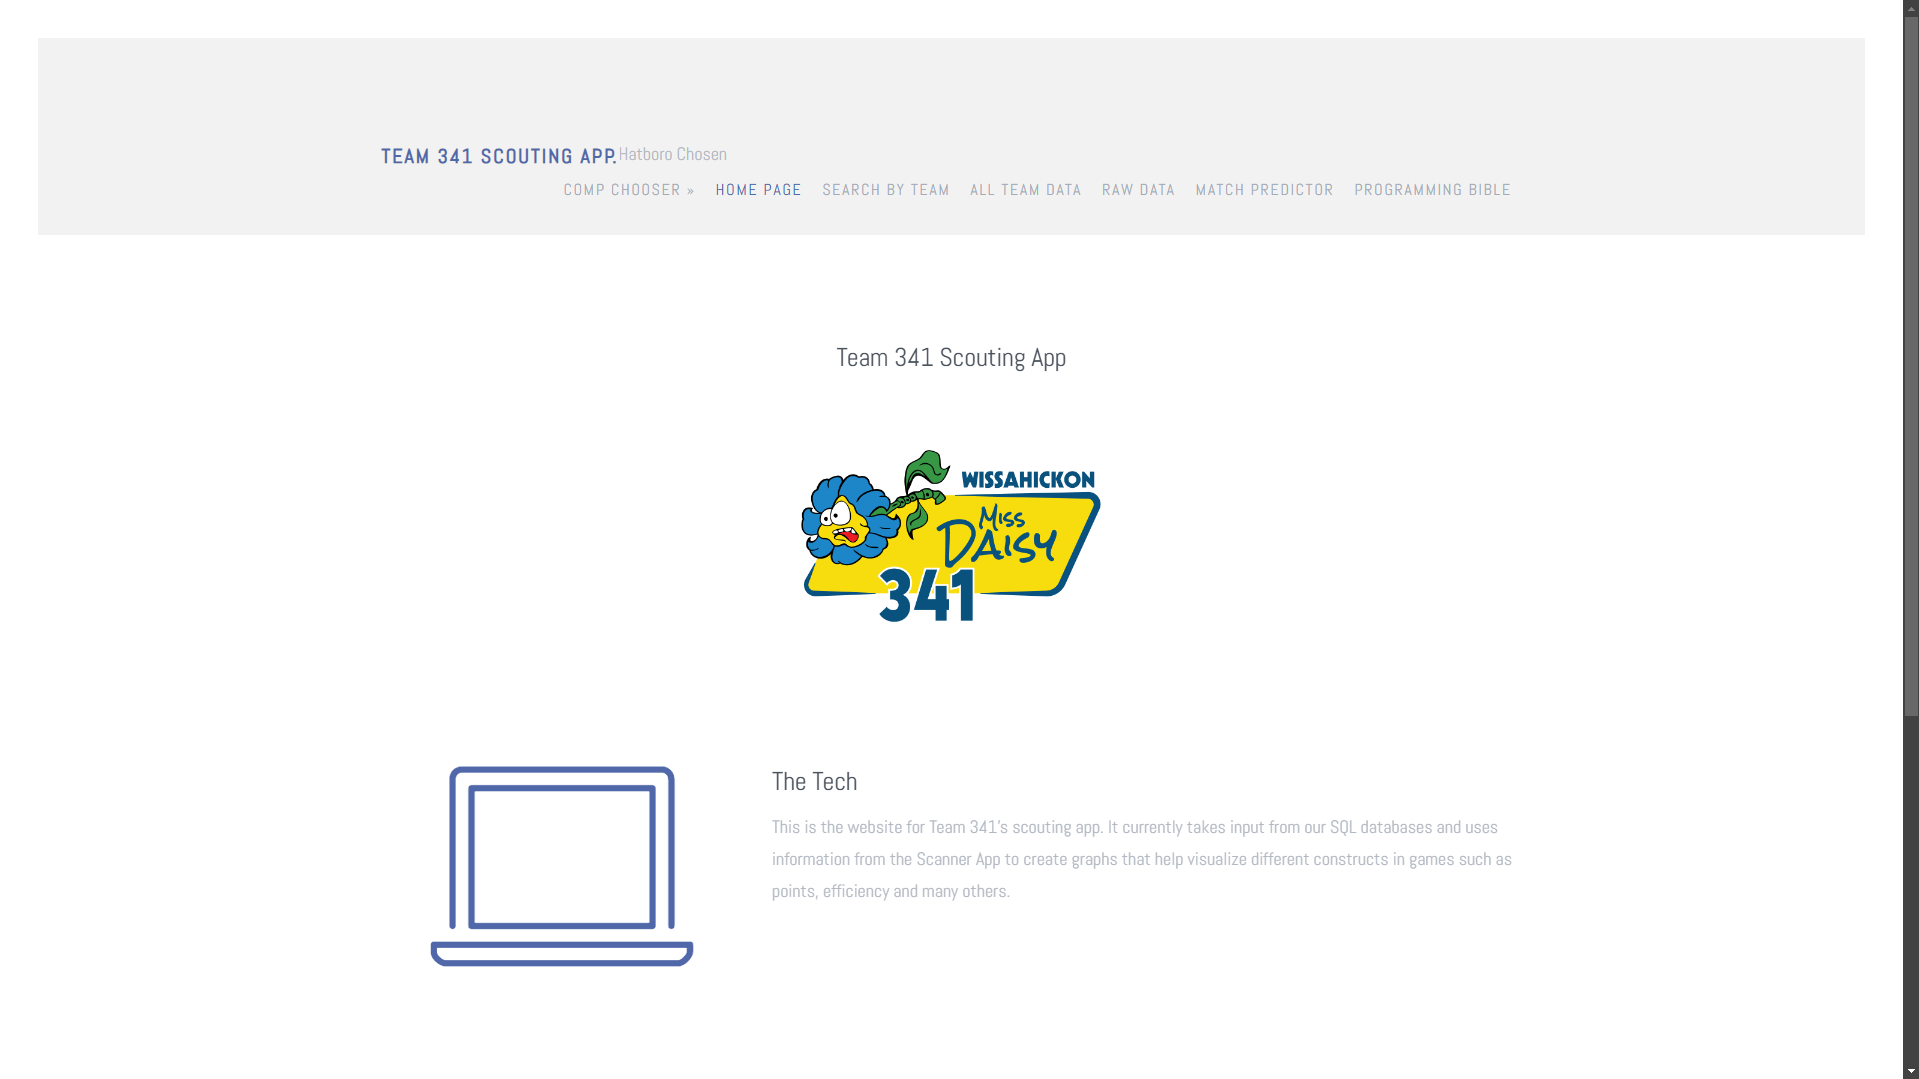 TEAM 341 SCOUTING APP. Hatboro Chosen
COMP CHOOSER » HOME PAGE SEARCH BY TEAM ALL TEAM DATA RAW DATA MATCH PREDICTOR PROGRAMMING BIBLE
Team 341 Scouting App
WISSAHICKON
MISS
DAISY
341
The Tech
This is the website for Team 341's scouting app. It currently takes input from our SQL databases and uses
information from the Scanner App to create graphs that help visualize different constructs in games such as
points, efficiency and many others.